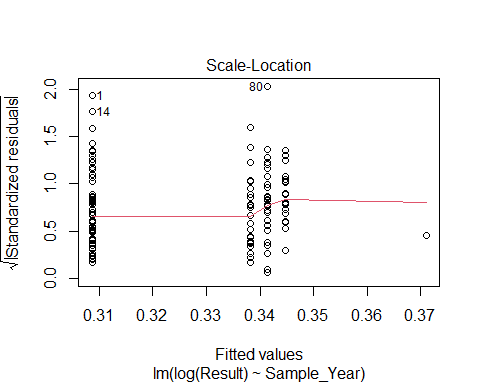 Scale-Location
√|Standardized residuals|
2.0
1.5
1.0
0.5
0.0
1
14
80
0.31 0.32 0.33 0.34 0.35 0.36 0.37
Fitted values
lm(log(Result) ~ Sample_Year)